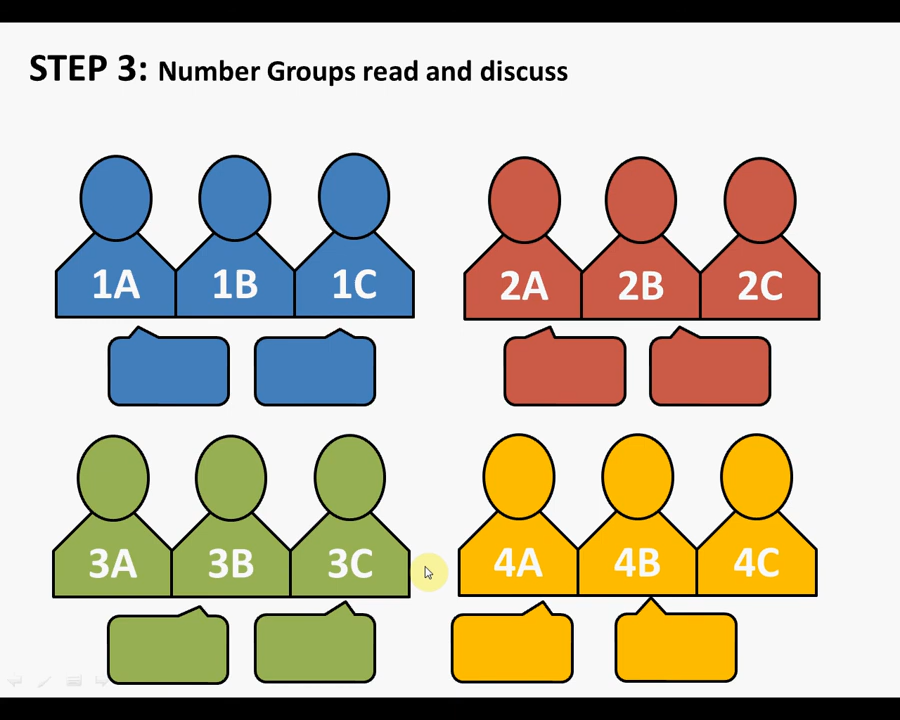 STEP 3: Number Groups read and discuss
1A 1B 1C 2A 2B 2C
3A 3B 3C 4A 4B 4C